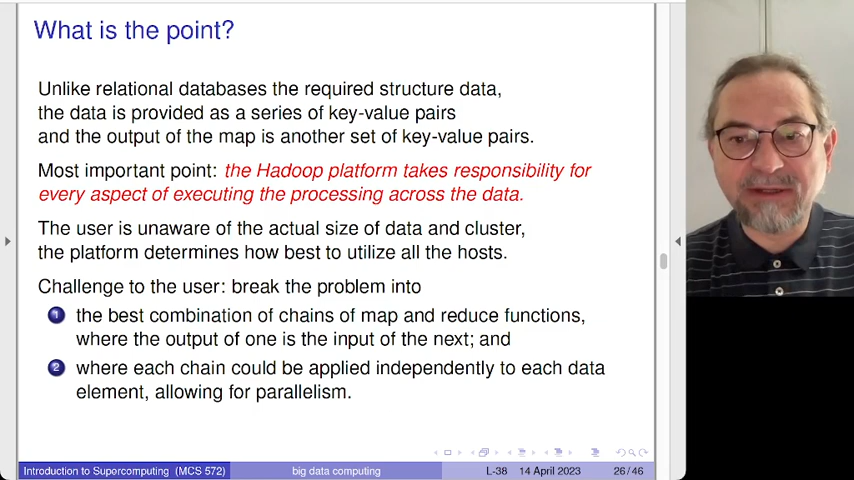 What is the point?
Unlike relational databases the required structure data,
the data is provided as a series of key-value pairs
and the output of the map is another set of key-value pairs.
Most important point: the Hadoop platform takes responsibility for
every aspect of executing the processing across the data.
The user is unaware of the actual size of data and cluster,
the platform determines how best to utilize all the hosts.
Challenge to the user: break the problem into
1 the best combination of chains of map and reduce functions,
where the output of one is the input of the next; and
2 where each chain could be applied independently to each data
element, allowing for parallelism.
Introduction to Supercomputing (MCS 572) big data computing L-38 14 April 2023 26 / 46